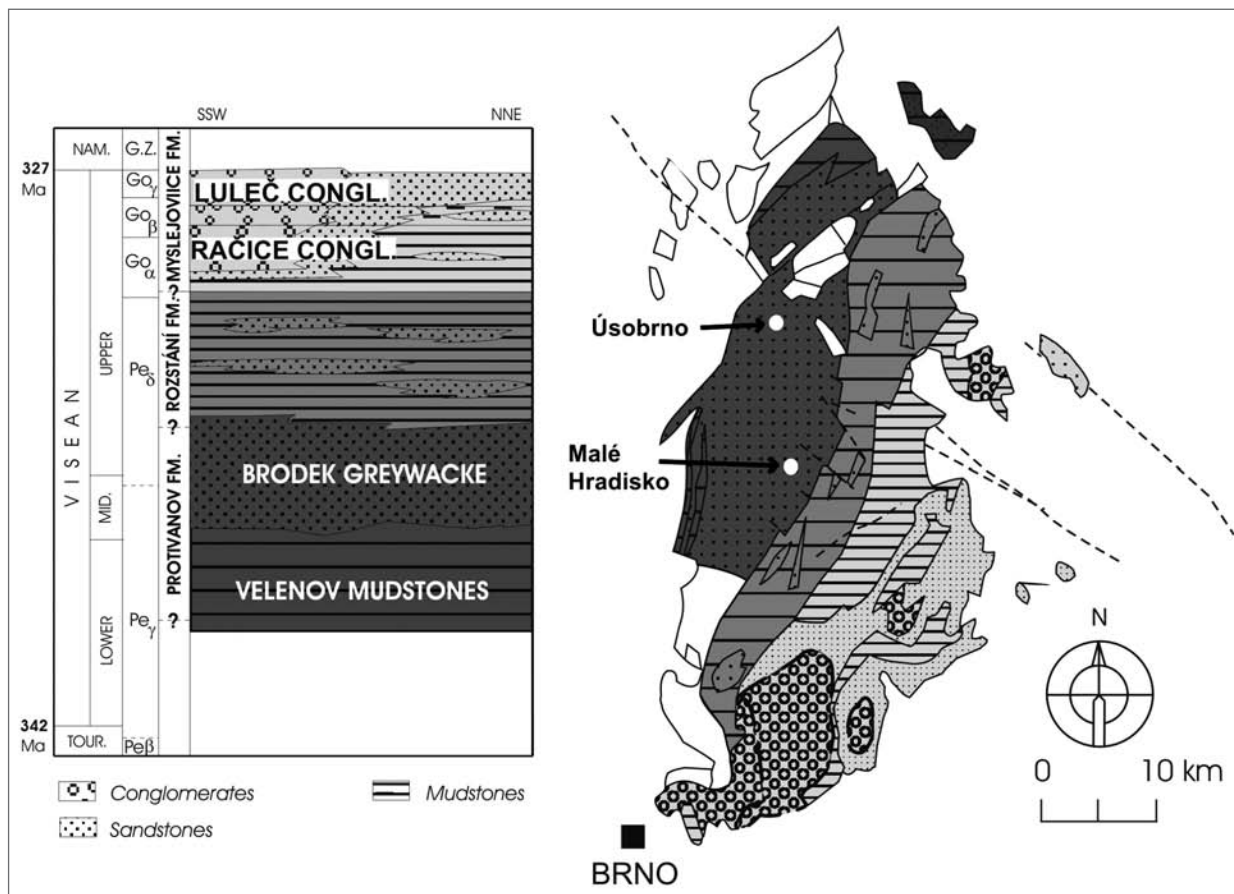 SSW
NNE
327
Ma
NAM.
G.Z.
Goγ
Goβ
Goα
Peδ
Peγ
342
Ma
TOUR.
Peβ
VISEAN
UPPER
MID.
LOWER
MYSLEJOVIICE FM.
?
ROZSTÁNÍ FM.
?
PROTIVANOV FM.
?
LULEČ CONGL.
RAČICE CONGL.
BRODEK GREYWACKE
VELENOV MUDSTONES
Conglomerates
Mudstones
Sandstones
Úsobrno
Malé
Hradisko
N
0
10 km
BRNO